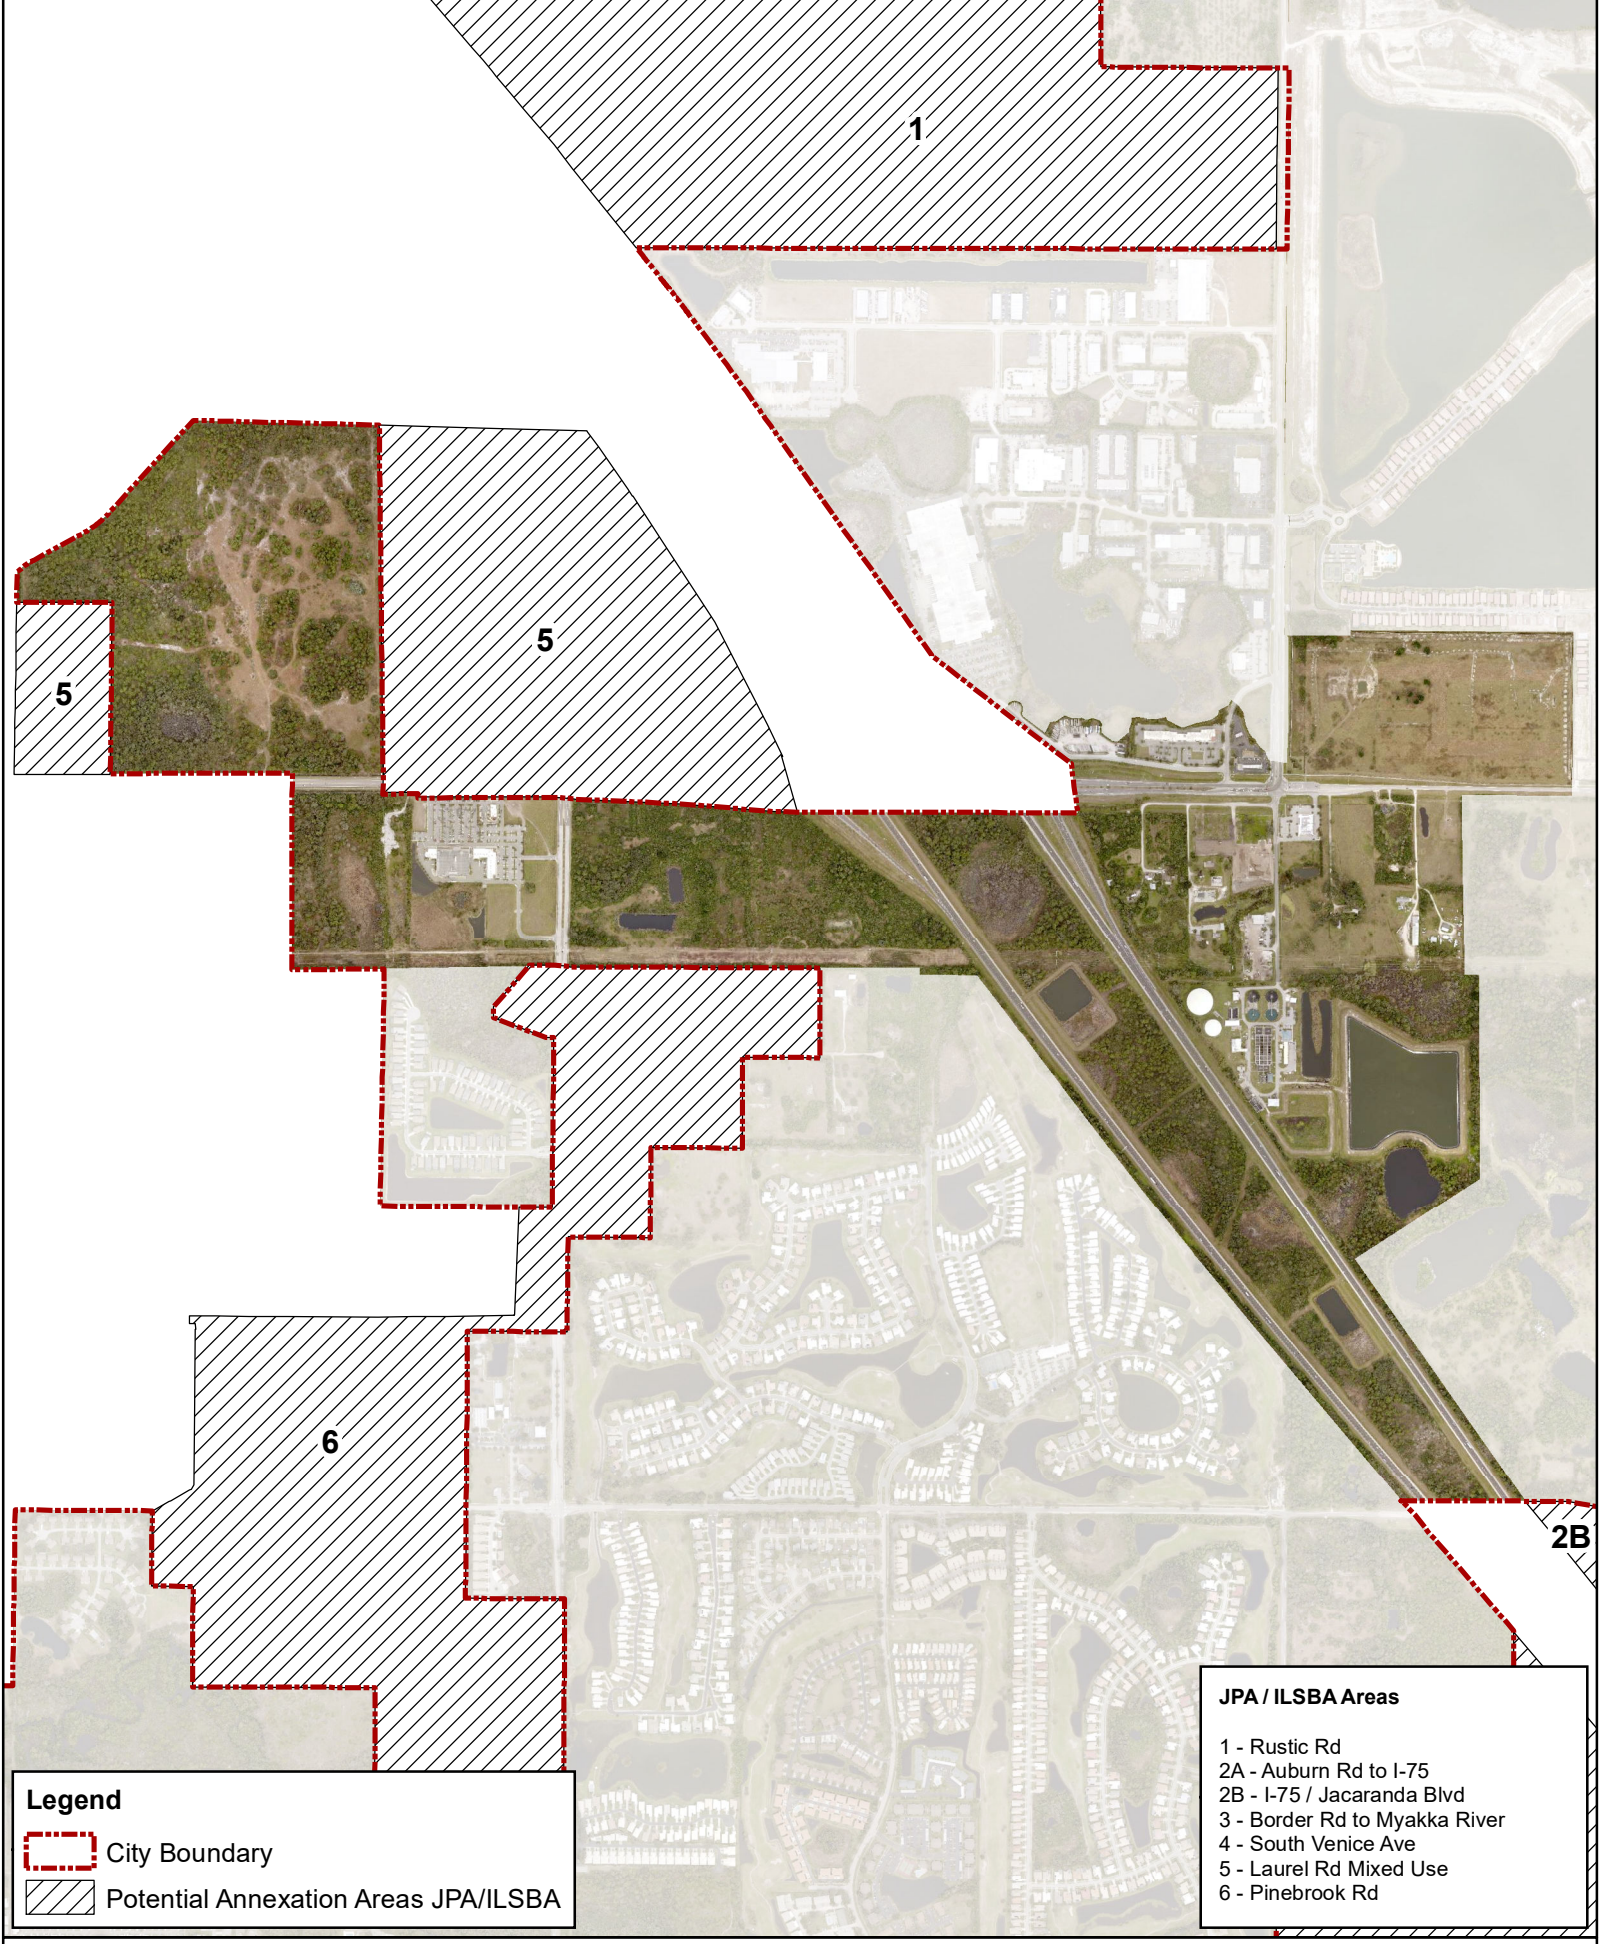 1
5
5
6
2B
JPA / ILSBA Areas
1 - Rustic Rd
2A - Auburn Rd to I-75
2B - I-75 / Jacaranda Blvd
3 - Border Rd to Myakka River
4 - South Venice Ave
5 - Laurel Rd Mixed Use
6 - Pinebrook Rd
Legend
City Boundary
Potential Annexation Areas JPA/ILSBA